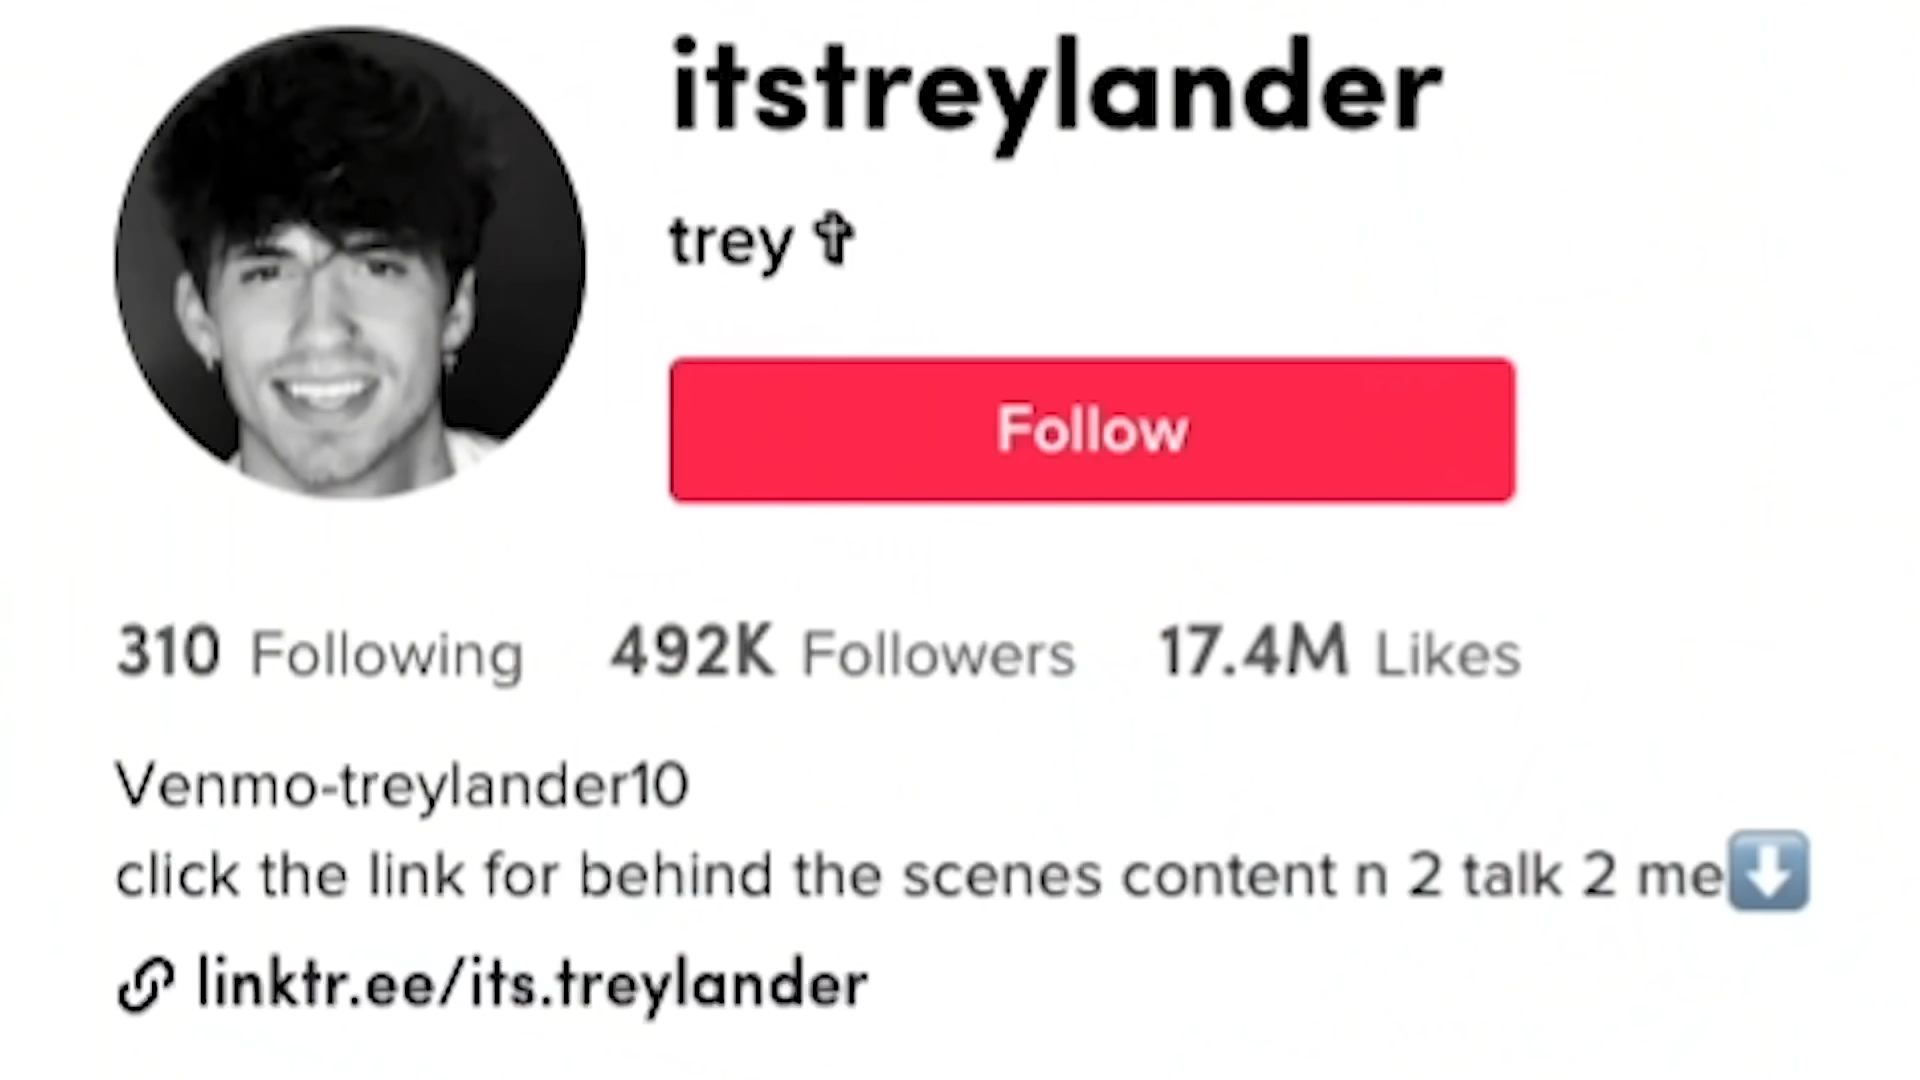 itstreylander
trey ✞
Follow
310 Following 492K Followers 17.4M Likes
Venmo-treylander10
click the link for behind the scenes content n 2 talk 2 me⬇️
linktr.ee/its.treylander